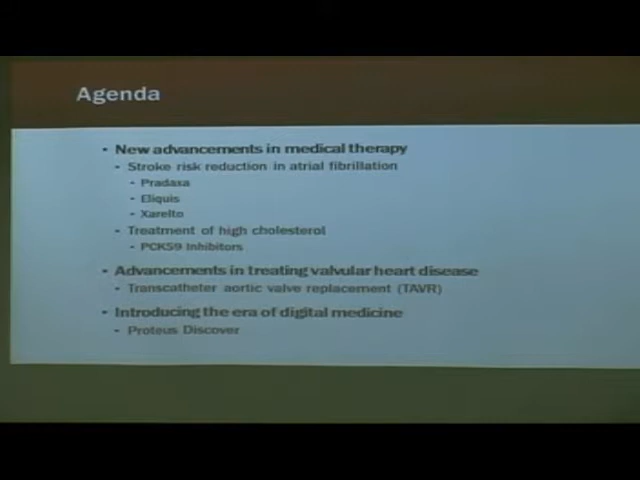 Agenda
• New advancements in medical therapy
- Stroke risk reduction in atrial fibrillation
- Pradaxa
- Eliquis
- Xarelto
- Treatment of high cholesterol
- PCKS9 Inhibitors
• Advancements in treating valvular heart disease
- Transcatheter aortic valve replacement (TAVR)
• Introducing the era of digital medicine
- Proteus Discover